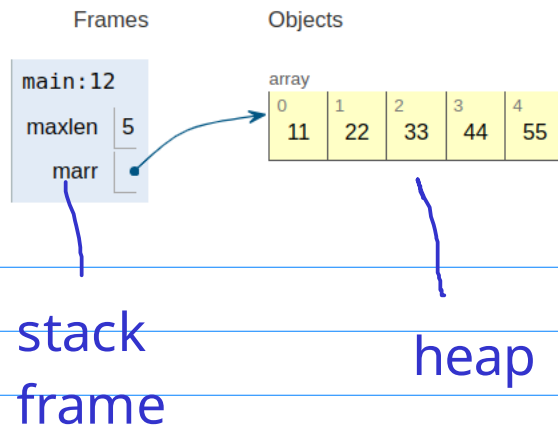 Frames Objects
array
main:12
0 1 2 3 4
maxlen 5 11 22 33 44 55
marr
stack heap
frame